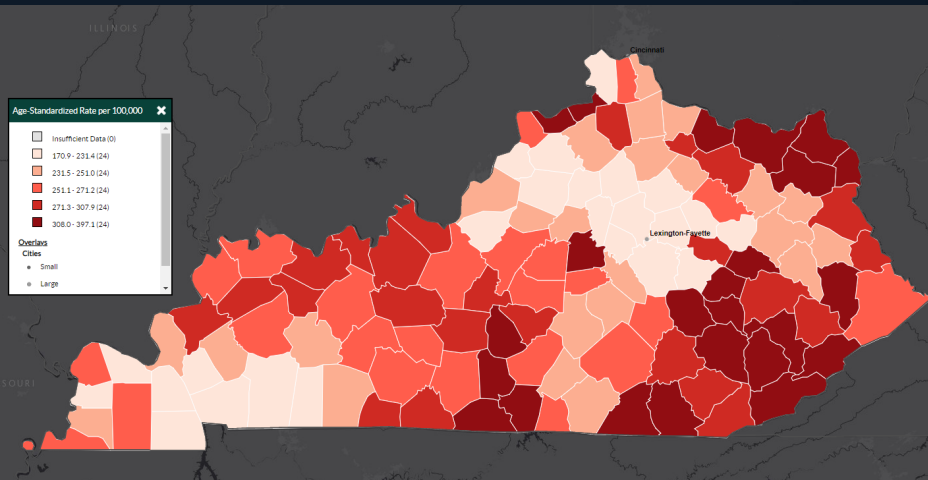 ILLINOIS
Cincinnati
Age-Standardized Rate per 100,000
Insufficient Data (0)
170.9 - 231.4 (24)
231.5 - 251.0 (24)
251.1 - 271.2 (24)
271.3 - 307.9 (24)
308.0 - 397.1 (24)
Overlays
Cities
Small
Large
Lexington-Fayette
SOURI